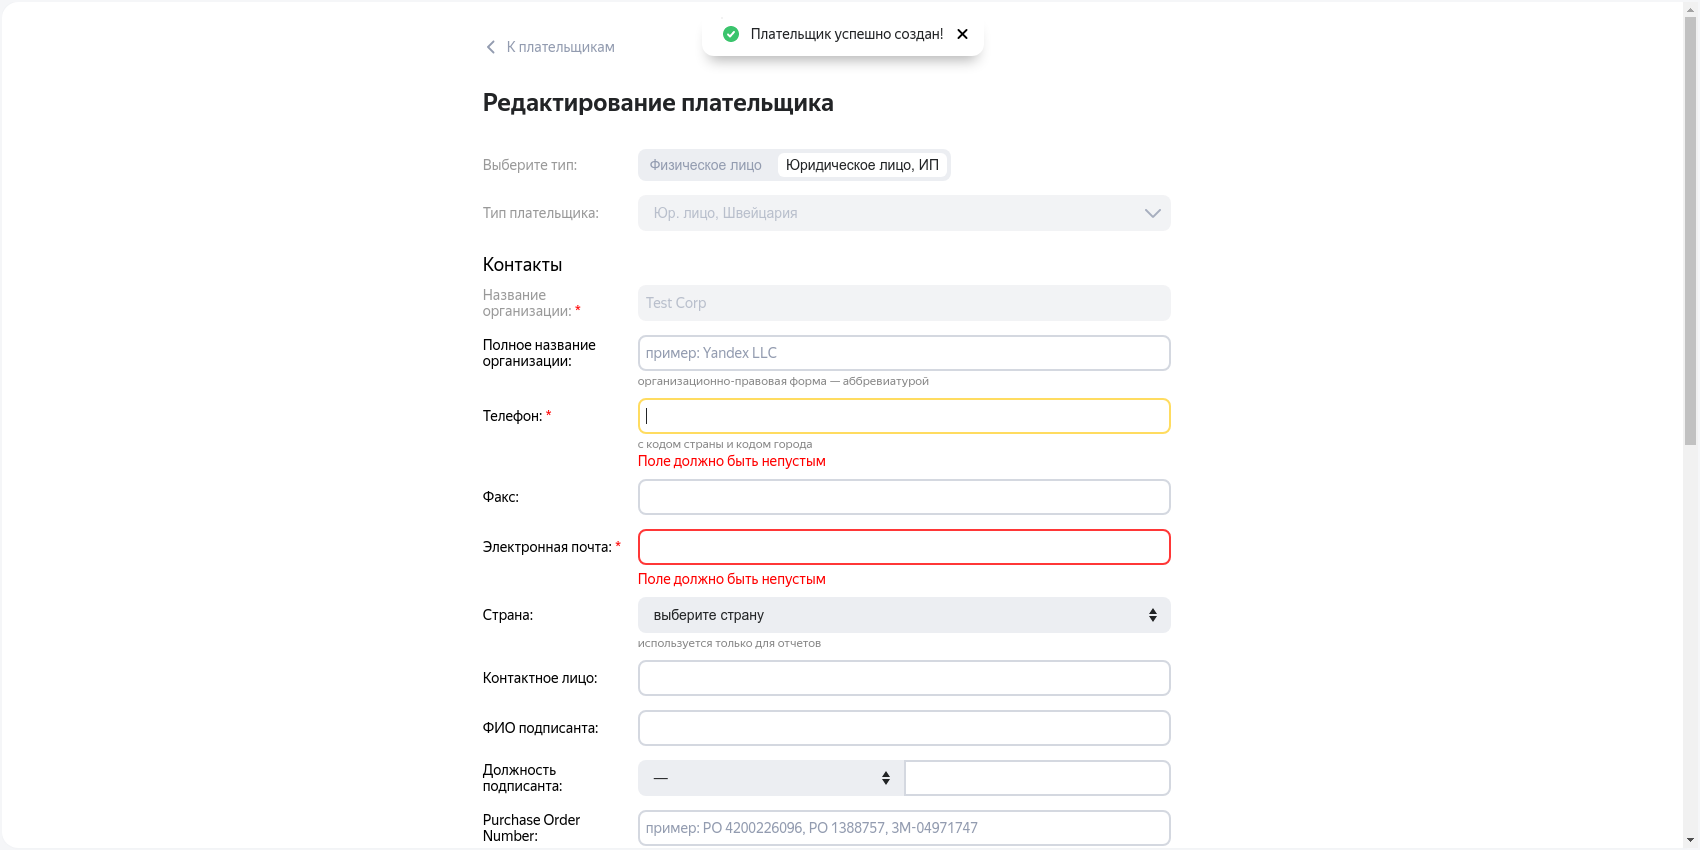 Плательщик успешно создан!
К плательщикам
Редактирование плательщика
Выберите тип: Физическое лицо Юридическое лицо, ИП
Тип плательщика: Юр. лицо, Швейцария
Контакты
Название
организации: * Test Corp
Полное название
организации: пример: Yandex LLC
организационно-правовая форма — аббревиатурой
Телефон: *
с кодом страны и кодом города
Поле должно быть непустым
Факс:
Электронная почта: *
Поле должно быть непустым
Страна: выберите страну
используется только для отчетов
Контактное лицо:
ФИО подписанта:
Должность
подписанта: —
Purchase Order
Number: пример: PO 4200226096, PO 1388757, 3M-04971747